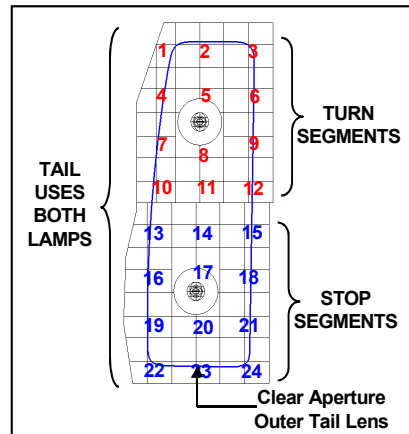 1 2 3
4 5 6
7 8 9
10 11 12
13 14 15
16 17 18
19 20 21
22 23 24
TAIL
USES
BOTH
LAMPS
TURN
SEGMENTS
STOP
SEGMENTS
Clear Aperture
Outer Tail Lens